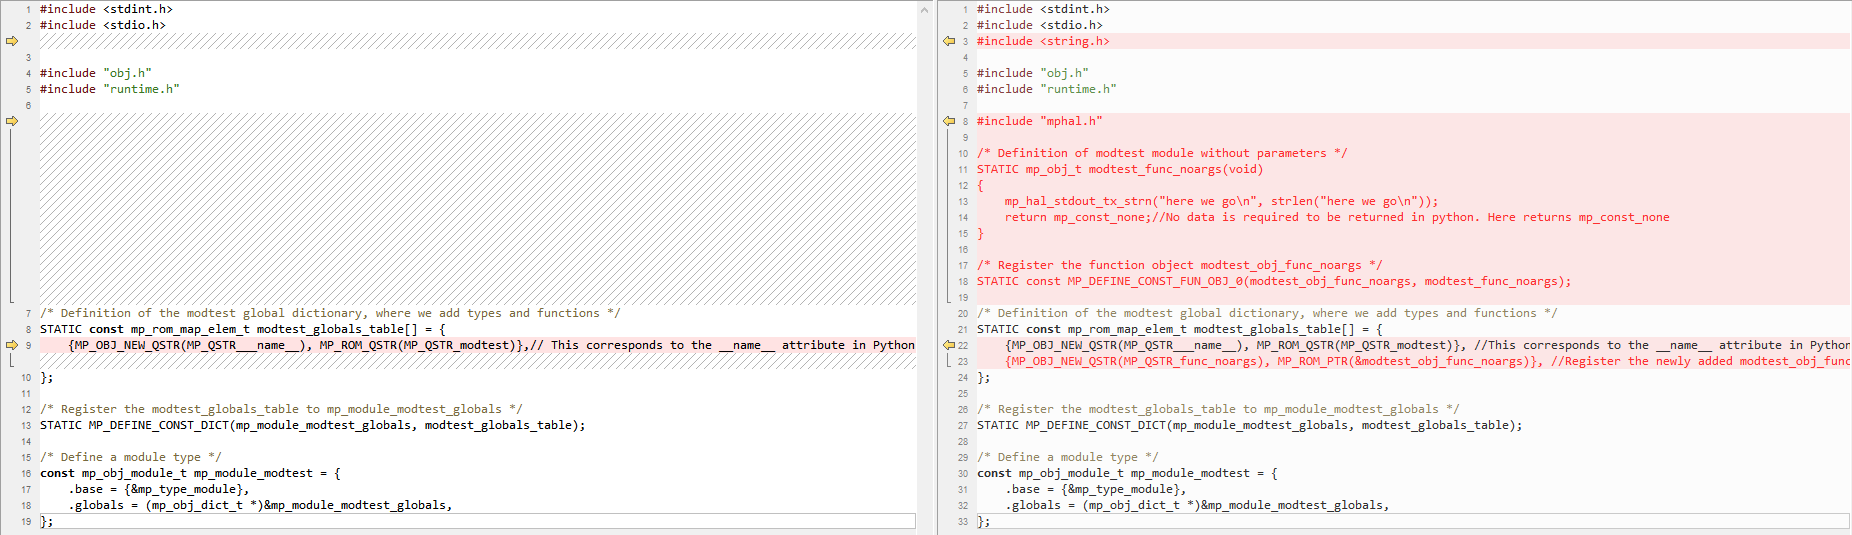 1 #include <stdint.h>
2 #include <stdio.h>
3
4 #include "obj.h"
5 #include "runtime.h"
6
7 /* Definition of the modtest global dictionary, where we add types and functions */
8 STATIC const mp_rom_map_elem_t modtest_globals_table[] = {
9 {MP_OBJ_NEW_QSTR(MP_QSTR___name__), MP_ROM_QSTR(MP_QSTR_modtest)},// This corresponds to the __name__ attribute in Python
10 };
11
12 /* Register the modtest_globals_table to mp_module_modtest_globals */
13 STATIC MP_DEFINE_CONST_DICT(mp_module_modtest_globals, modtest_globals_table);
14
15 /* Define a module type */
16 const mp_obj_module_t mp_module_modtest = {
17 .base = {&mp_type_module},
18 .globals = (mp_obj_dict_t *)&mp_module_modtest_globals,
19 };
1 #include <stdint.h>
2 #include <stdio.h>
3 #include <string.h>
4
5 #include "obj.h"
6 #include "runtime.h"
7
8 #include "mphal.h"
9
10 /* Definition of modtest module without parameters */
11 STATIC mp_obj_t modtest_func_noargs(void)
12 {
13 mp_hal_stdout_tx_strn("here we go\n", strlen("here we go\n"));
14 return mp_const_none;//No data is required to be returned in python. Here returns mp_const_none
15 }
16
17 /* Register the function object modtest_obj_func_noargs */
18 STATIC const MP_DEFINE_CONST_FUN_OBJ_0(modtest_obj_func_noargs, modtest_func_noargs);
19
20 /* Definition of the modtest global dictionary, where we add types and functions */
21 STATIC const mp_rom_map_elem_t modtest_globals_table[] = {
22 {MP_OBJ_NEW_QSTR(MP_QSTR___name__), MP_ROM_QSTR(MP_QSTR_modtest)}, //This corresponds to the __name__ attribute in Python
23 {MP_OBJ_NEW_QSTR(MP_QSTR_func_noargs), MP_ROM_PTR(&modtest_obj_func_noargs)}, //Register the newly added modtest_obj_func
24 };
25
26 /* Register the modtest_globals_table to mp_module_modtest_globals */
27 STATIC MP_DEFINE_CONST_DICT(mp_module_modtest_globals, modtest_globals_table);
28
29 /* Define a module type */
30 const mp_obj_module_t mp_module_modtest = {
31 .base = {&mp_type_module},
32 .globals = (mp_obj_dict_t *)&mp_module_modtest_globals,
33 };